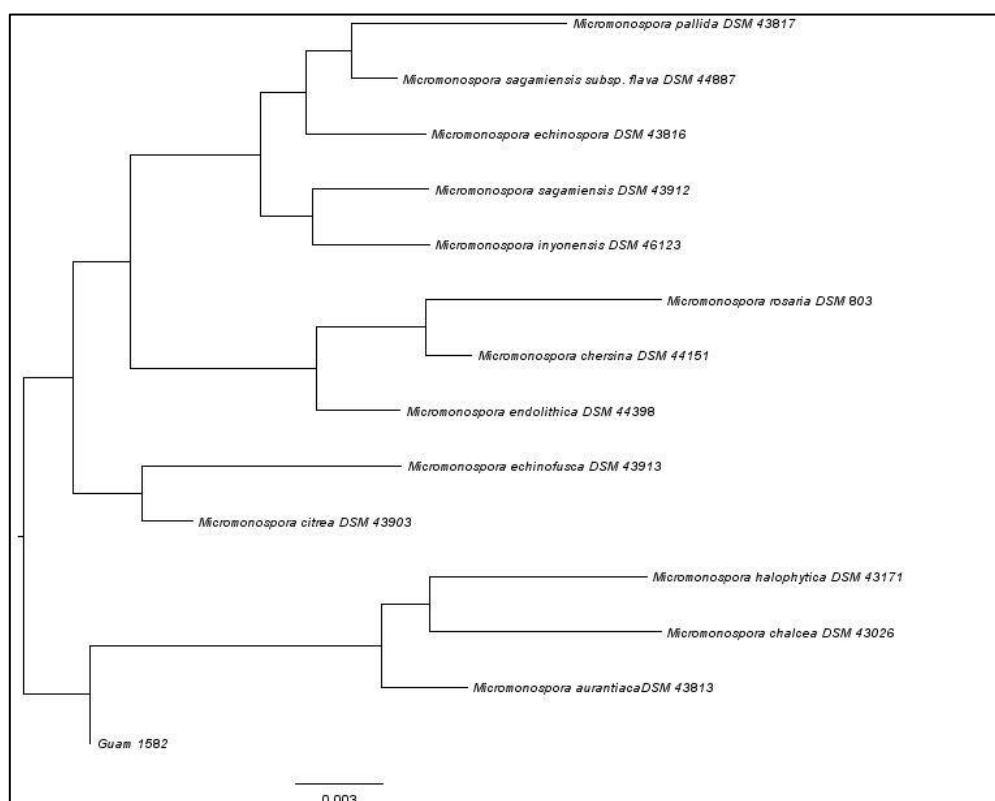 Micromonospora pallida DSM 43817
Micromonospora sagamiensis subsp. flava DSM 44887
Micromonospora echinospora DSM 43816
Micromonospora sagamiensis DSM 43912
Micromonospora inyonensis DSM 46123
Micromonospora rosaria DSM 803
Micromonospora chersina DSM 44151
Micromonospora endolithica DSM 44398
Micromonospora echinofusca DSM 43913
Micromonospora citrea DSM 43903
Micromonospora halophytica DSM 43171
Micromonospora chalcea DSM 43026
Micromonospora aurantiacaDSM 43813
Guam 1582
0.003